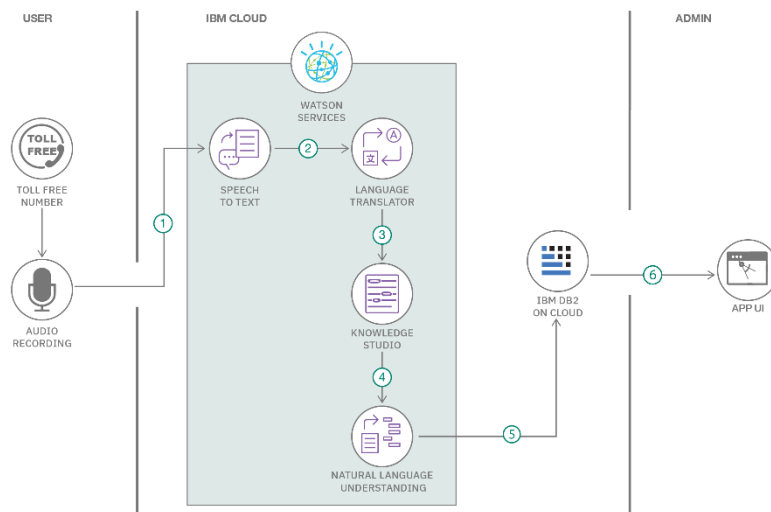 USER
IBM CLOUD
ADMIN
WATSON
SERVICES
TOLL
FREE
TOLL FREE
NUMBER
1
SPEECH
TO TEXT
2
A
文
LANGUAGE
TRANSLATOR
3
AUDIO
RECORDING
KNOWLEDGE
STUDIO
4
NATURAL LANGUAGE
UNDERSTANDING
5
IBM DB2
ON CLOUD
6
APP UI